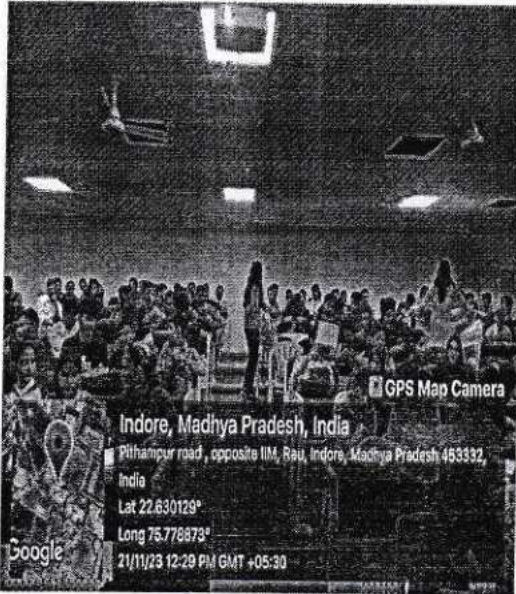 GPS Map Camera
Indore, Madhya Pradesh, India
Pithampur road , opposite IIM, Rau, Indore, Madhya Pradesh 453332,
India
Lat 22.630129°
Long 75.778873°
21/11/23 12:29 PM GMT +05:30
Google